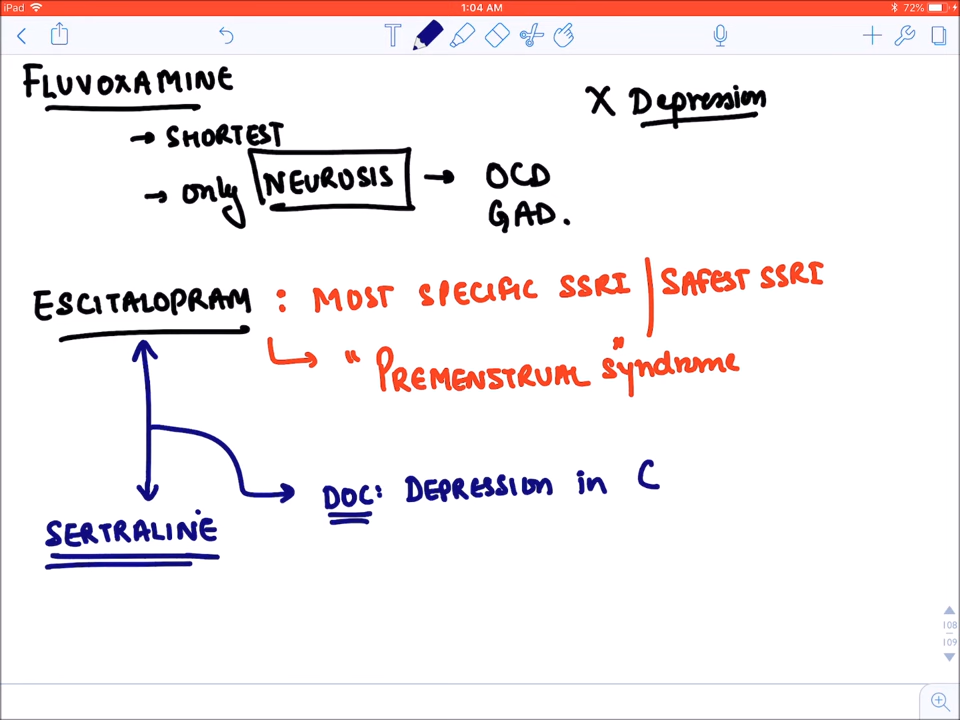 iPad 1:04 AM 72%
T
FLUVOXAMINE
X Depression
→ SHORTEST
→ only NEUROSIS → OCD
GAD.
ESCITALOPRAM : MOST SPECIFIC SSRI | SAFEST SSRI
" PREMENSTRUAL Syndrome "
DOC: DEPRESSION in C
SERTRALINE
108
109